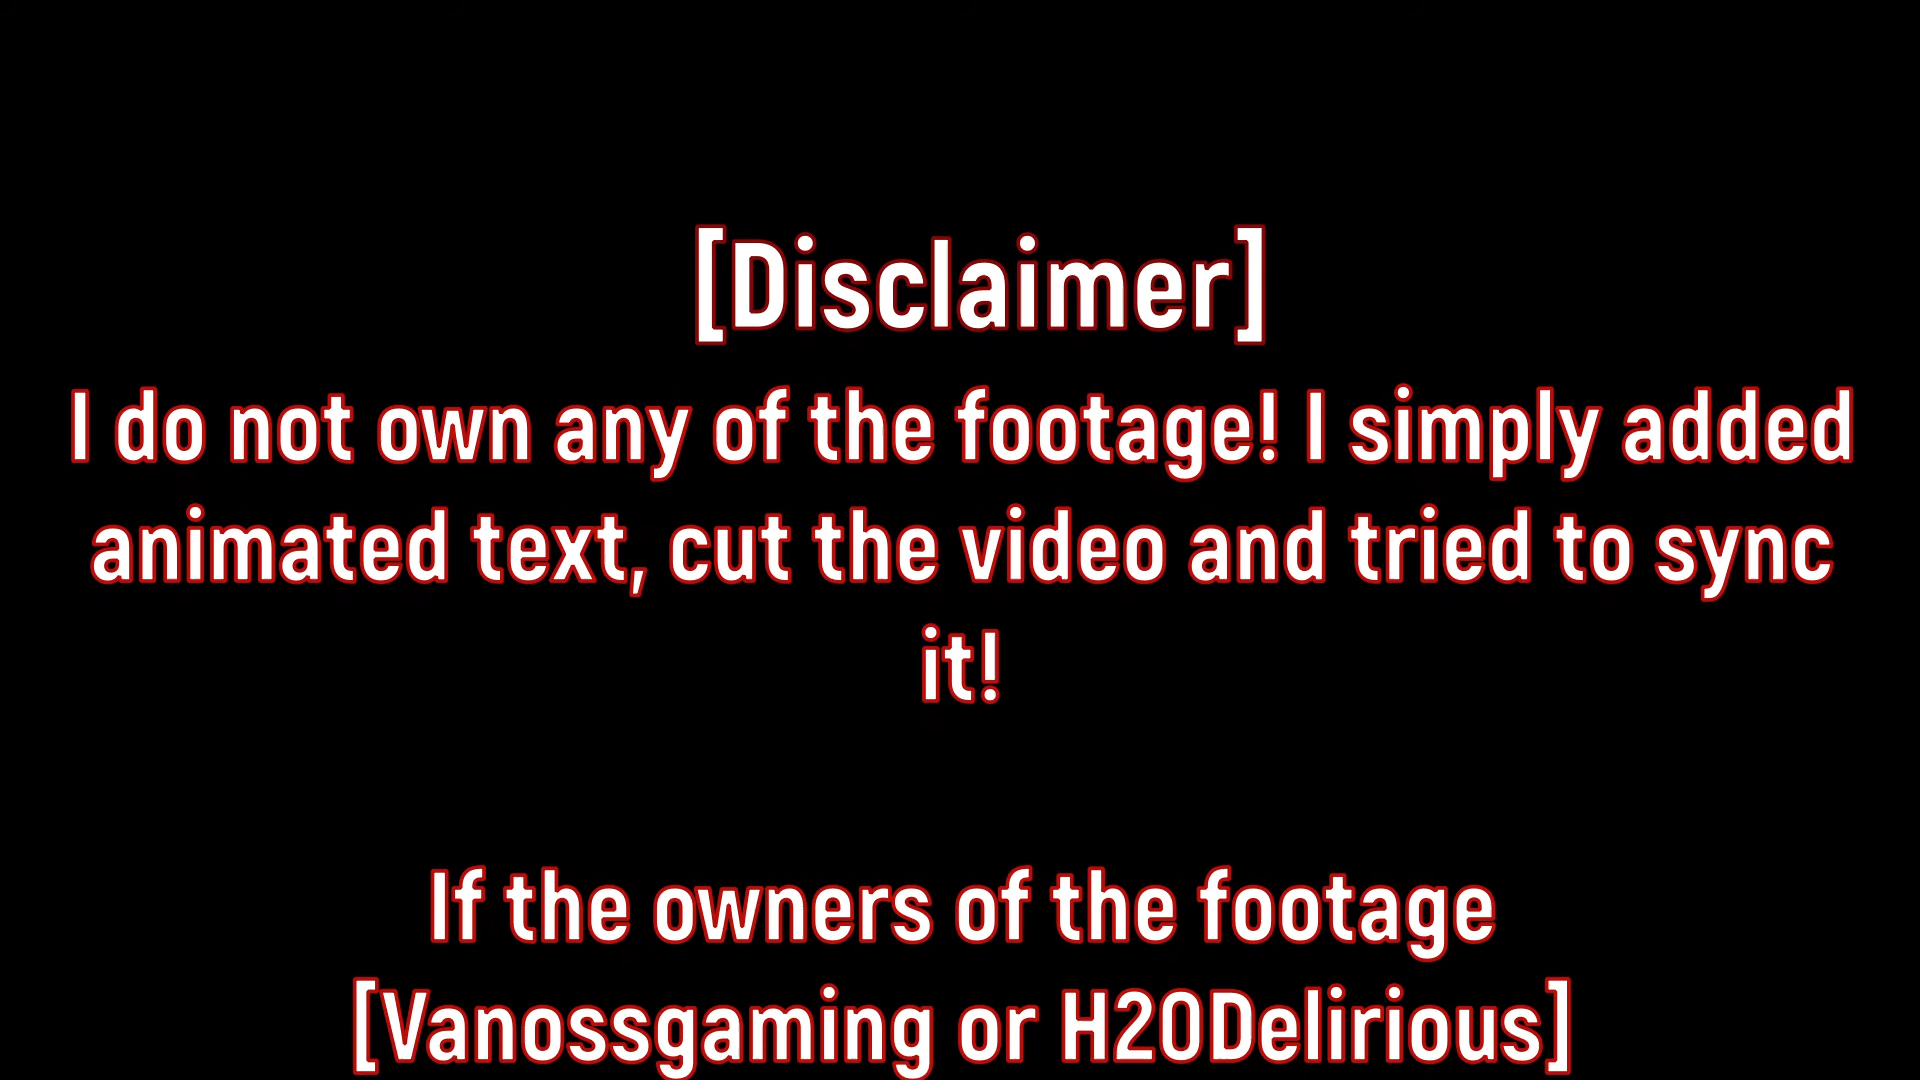 [Disclaimer]
I do not own any of the footage! I simply added
animated text, cut the video and tried to sync
it!
If the owners of the footage
[Vanossgaming or H2ODelirious]